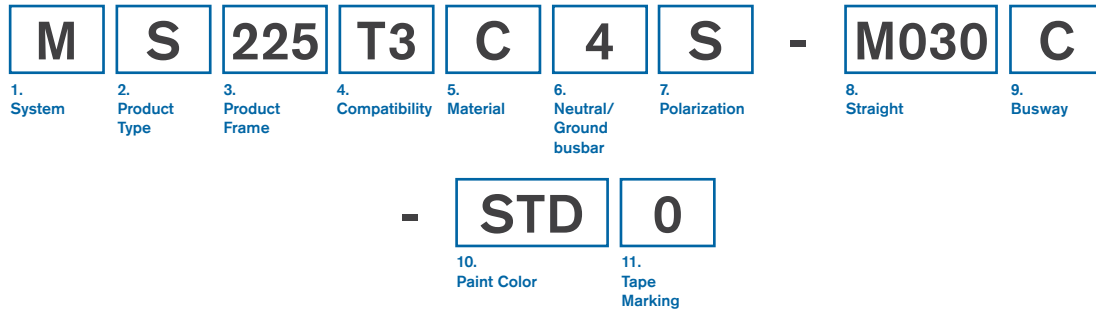 M S 225 T3 C 4 S - M030 C
1. 2. 3. 4. 5. 6. 7. 8. 9.
System Product Product Compatibility Material Neutral/ Polarization Straight Busway
Type Frame Ground
busbar
- STD 0
10. 11.
Paint Color Tape
Marking